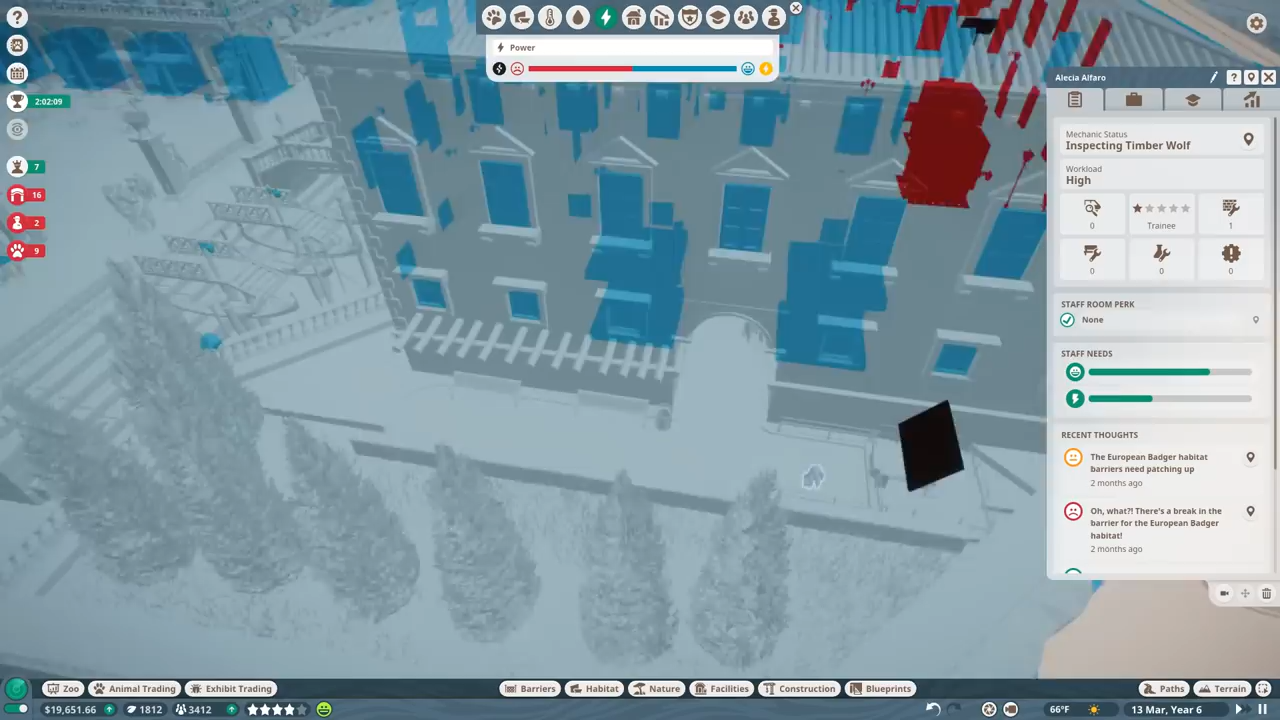 Power
2:02:09
7
16
2
9
Alecia Alfaro
?
Mechanic Status
Inspecting Timber Wolf
Workload
High
0
Trainee
1
0
0
0
STAFF ROOM PERK
None
STAFF NEEDS
RECENT THOUGHTS
The European Badger habitat
barriers need patching up
2 months ago
Oh, what?! There's a break in the
barrier for the European Badger
habitat!
2 months ago
Zoo
Animal Trading
Exhibit Trading
Barriers
Habitat
Nature
Facilities
Construction
Blueprints
Paths
Terrain
$19,651.66
1812
3412
66°F
13 Mar, Year 6